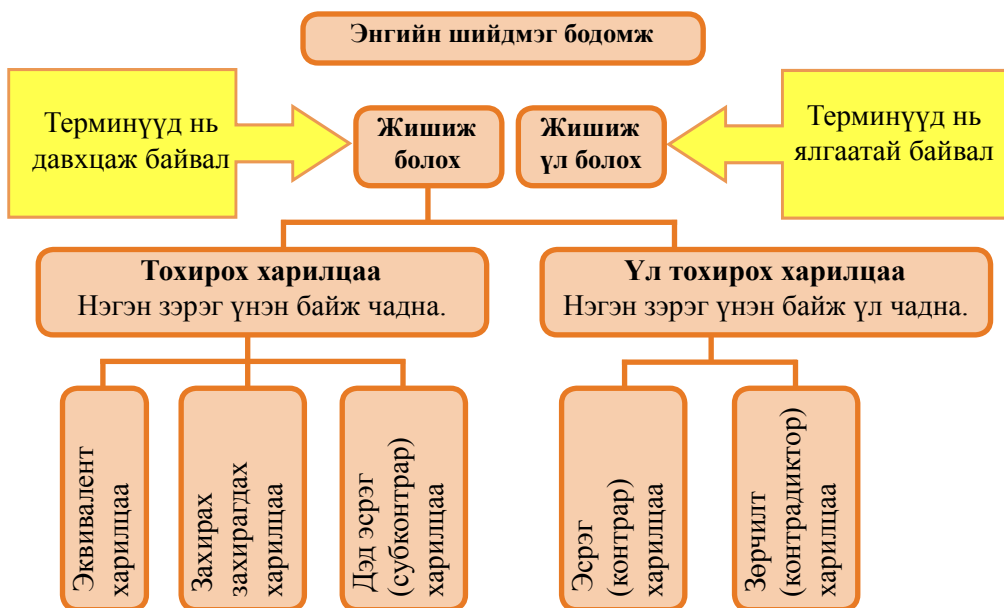 Энгийн шийдмэг бодомж
Терминүүд нь
давхцаж байвал
Жишиж
болох
Жишиж
үл болох
Терминүүд нь
ялгаатай байвал
Тохирох харилцаа
Нэгэн зэрэг үнэн байж чадна.
Үл тохирох харилцаа
Нэгэн зэрэг үнэн байж үл чадна.
Эквивалент
харилцаа
Захирах
захирагдах
харилцаа
Дэд эсрэг
(субконтрар)
харилцаа
Эсрэг
(контрар)
харилцаа
Зөрчилт
(контрадиктор)
харилцаа